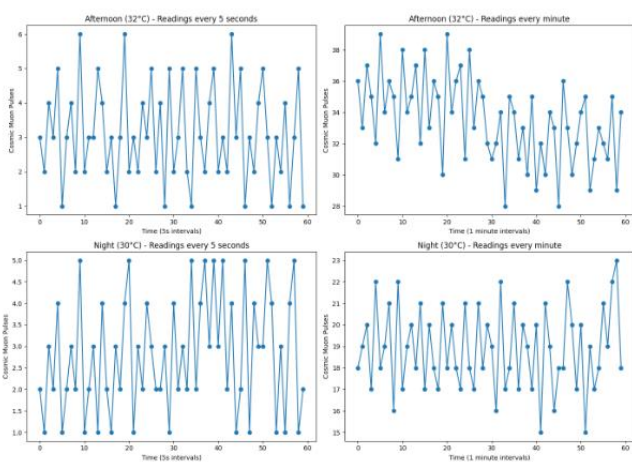 Afternoon (32°C) - Readings every 5 seconds
Cosmic Muon Pulses
6
5
4
3
2
1
0 10 20 30 40 50 60
Time (5s intervals)
Afternoon (32°C) - Readings every minute
Cosmic Muon Pulses
38
36
34
32
30
28
0 10 20 30 40 50 60
Time (1 minute intervals)
Night (30°C) - Readings every 5 seconds
Cosmic Muon Pulses
5.0
4.5
4.0
3.5
3.0
2.5
2.0
1.5
1.0
0 10 20 30 40 50 60
Time (5s intervals)
Night (30°C) - Readings every minute
Cosmic Muon Pulses
23
22
21
20
19
18
17
16
15
0 10 20 30 40 50 60
Time (1 minute intervals)